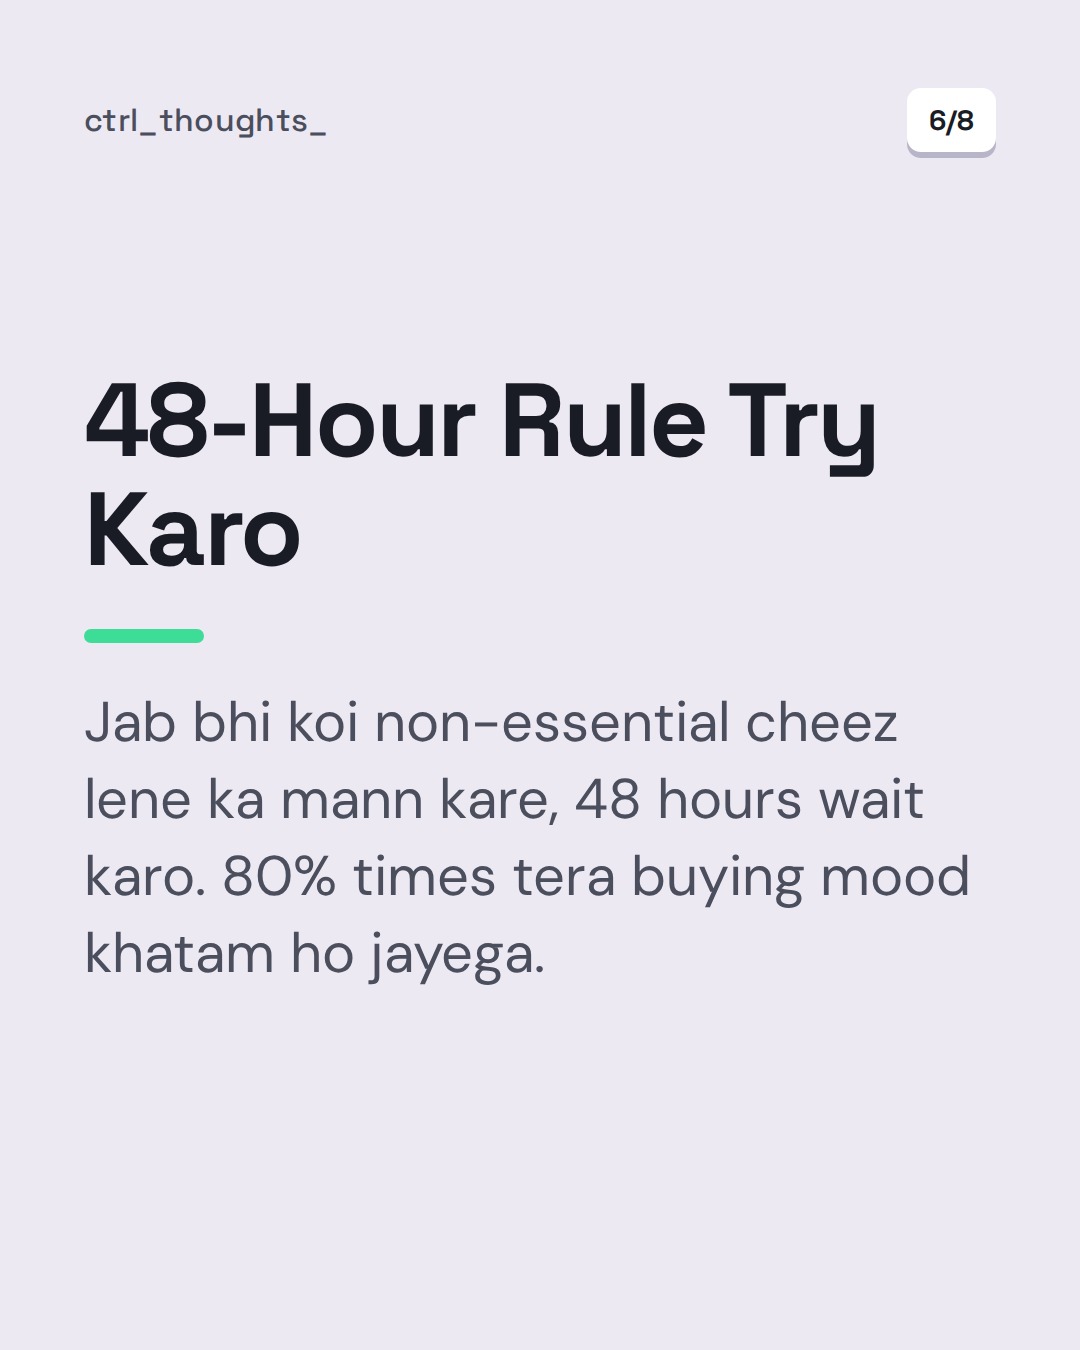 ctrl_thoughts_
6/8
48-Hour Rule Try
Karo
Jab bhi koi non-essential cheez
lene ka mann kare, 48 hours wait
karo. 80% times tera buying mood
khatam ho jayega.